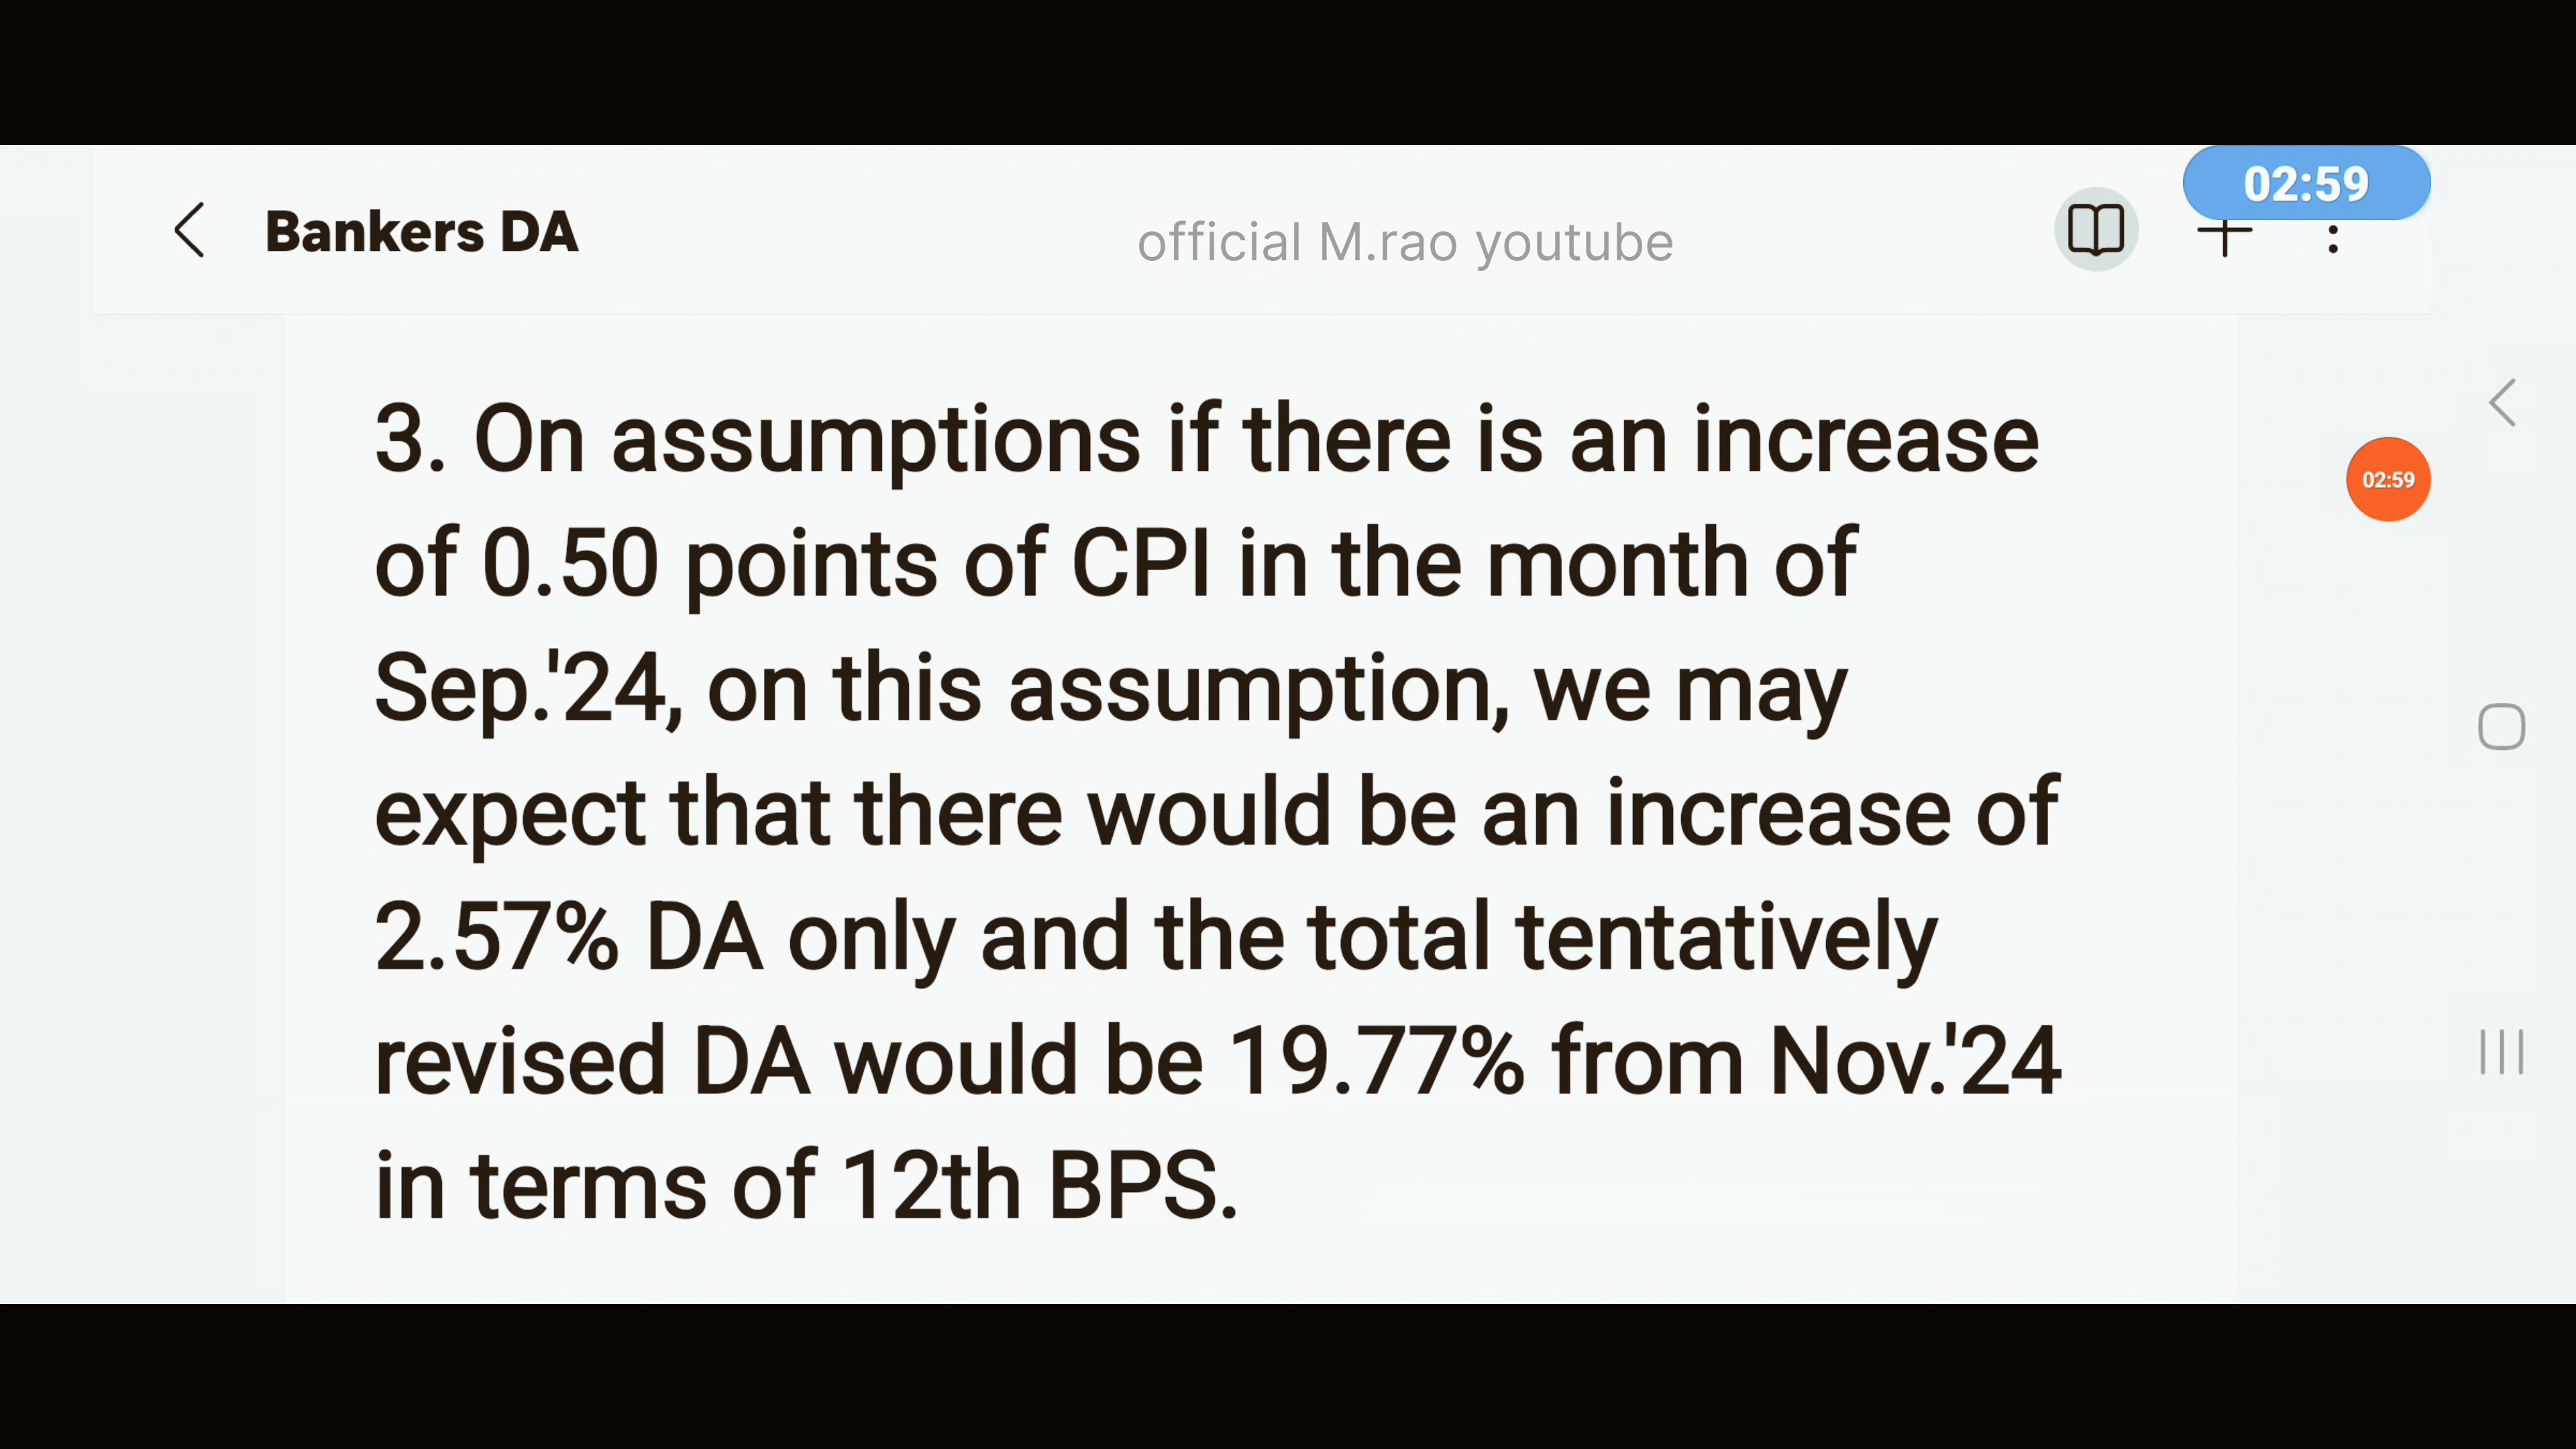 Bankers DA
official M.rao youtube
02:59
02:59
3. On assumptions if there is an increase
of 0.50 points of CPI in the month of
Sep.'24, on this assumption, we may
expect that there would be an increase of
2.57% DA only and the total tentatively
revised DA would be 19.77% from Nov.'24
in terms of 12th BPS.